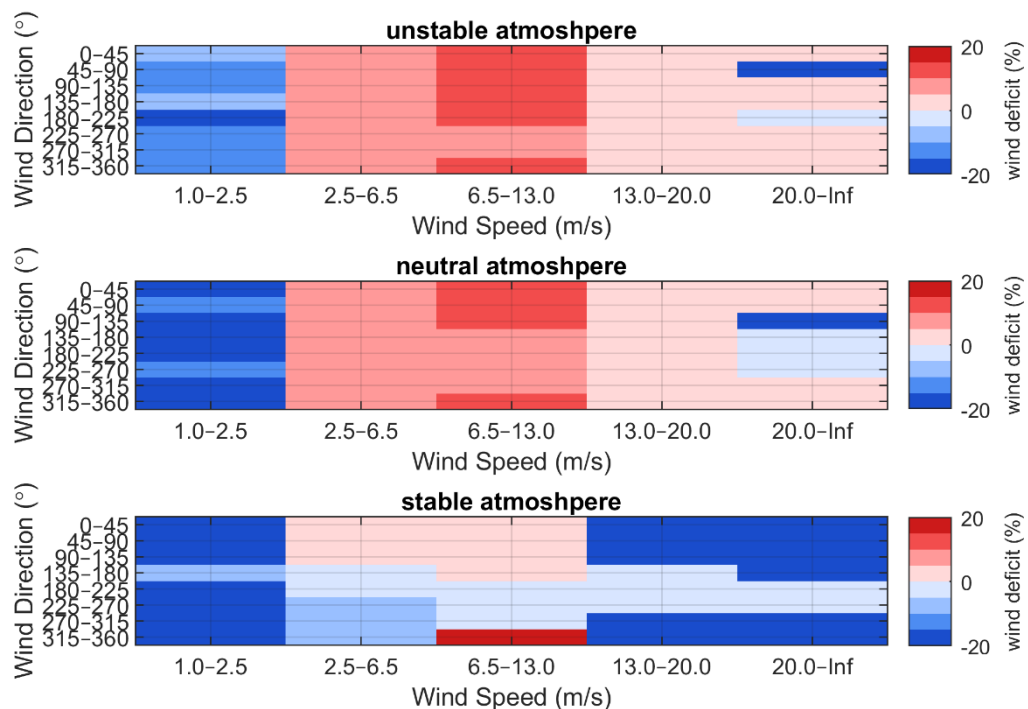 unstable atmoshpere
Wind Direction (°)
0−45
45−90
90−135
135−180
180−225
225−270
270−315
315−360
1.0−2.5 2.5−6.5 6.5−13.0 13.0−20.0 20.0−Inf
Wind Speed (m/s)
20
0
-20
wind deficit (%)
neutral atmoshpere
Wind Direction (°)
0−45
45−90
90−135
135−180
180−225
225−270
270−315
315−360
1.0−2.5 2.5−6.5 6.5−13.0 13.0−20.0 20.0−Inf
Wind Speed (m/s)
20
0
-20
wind deficit (%)
stable atmoshpere
Wind Direction (°)
0−45
45−90
90−135
135−180
180−225
225−270
270−315
315−360
1.0−2.5 2.5−6.5 6.5−13.0 13.0−20.0 20.0−Inf
Wind Speed (m/s)
20
0
-20
wind deficit (%)